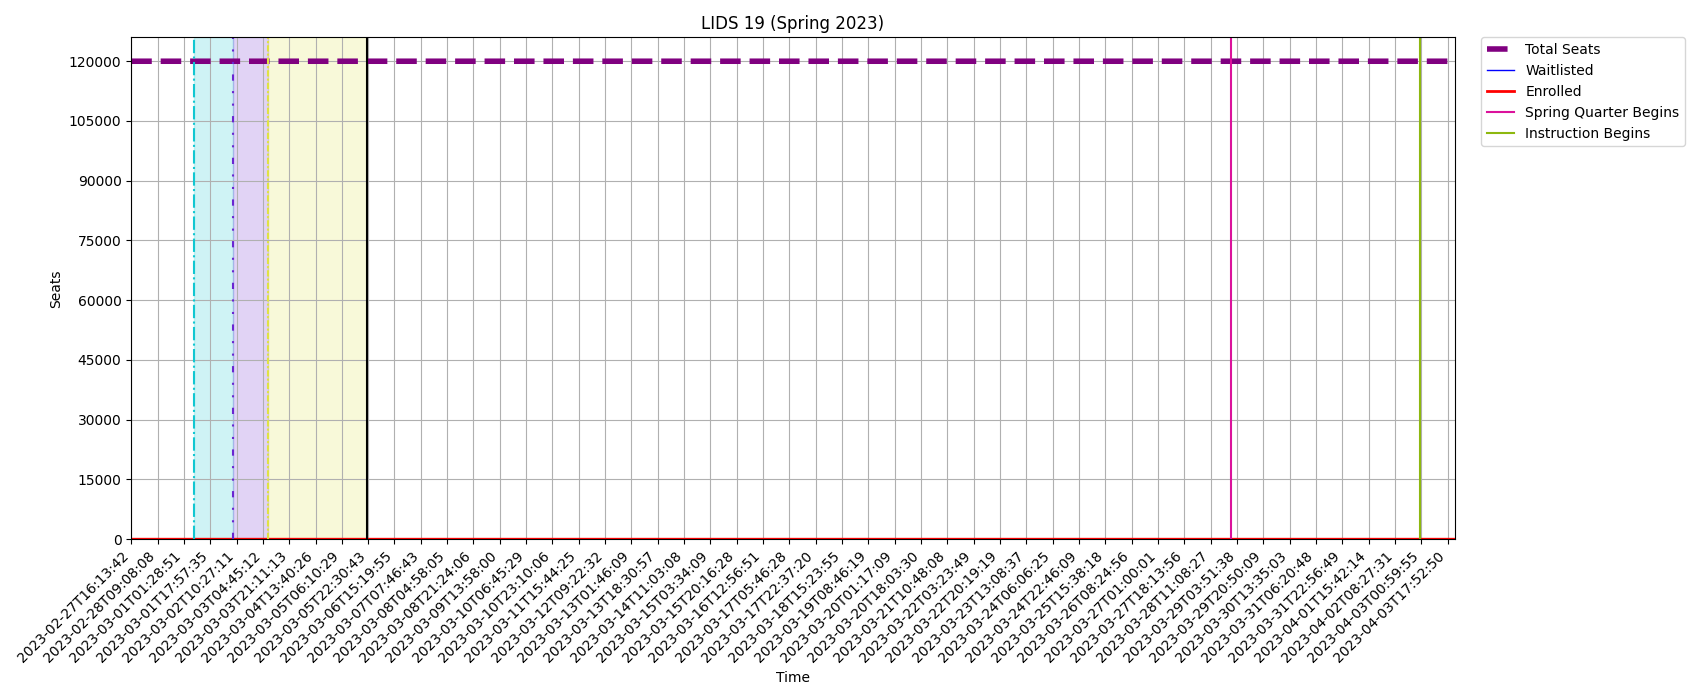 LIDS 19 (Spring 2023)
Total Seats
Waitlisted
Enrolled
Spring Quarter Begins
Instruction Begins
Seats
120000
105000
90000
75000
60000
45000
30000
15000
0
2023-02-27T16:13:42
2023-02-28T09:08:08
2023-03-01T01:28:51
2023-03-01T17:57:35
2023-03-02T10:27:11
2023-03-03T04:45:12
2023-03-03T21:11:13
2023-03-04T13:40:26
2023-03-05T06:10:29
2023-03-05T22:30:43
2023-03-06T15:19:55
2023-03-07T07:46:43
2023-03-08T04:58:05
2023-03-08T21:24:06
2023-03-09T13:58:00
2023-03-10T06:45:29
2023-03-10T23:10:06
2023-03-11T15:44:25
2023-03-12T09:22:32
2023-03-13T01:46:09
2023-03-13T18:30:57
2023-03-14T11:03:08
2023-03-15T03:34:09
2023-03-15T20:16:28
2023-03-16T12:56:51
2023-03-17T05:46:28
2023-03-17T22:37:20
2023-03-18T15:23:55
2023-03-19T08:46:19
2023-03-20T01:17:09
2023-03-20T18:03:30
2023-03-21T10:48:08
2023-03-22T03:23:49
2023-03-22T20:19:19
2023-03-23T13:08:37
2023-03-24T06:06:25
2023-03-24T22:46:09
2023-03-25T15:38:18
2023-03-26T08:24:56
2023-03-27T01:00:01
2023-03-27T18:13:56
2023-03-28T11:08:27
2023-03-29T03:51:38
2023-03-29T20:50:09
2023-03-30T13:35:03
2023-03-31T06:20:48
2023-03-31T22:56:49
2023-04-01T15:42:14
2023-04-02T08:27:31
2023-04-03T00:59:55
2023-04-03T17:52:50
Time